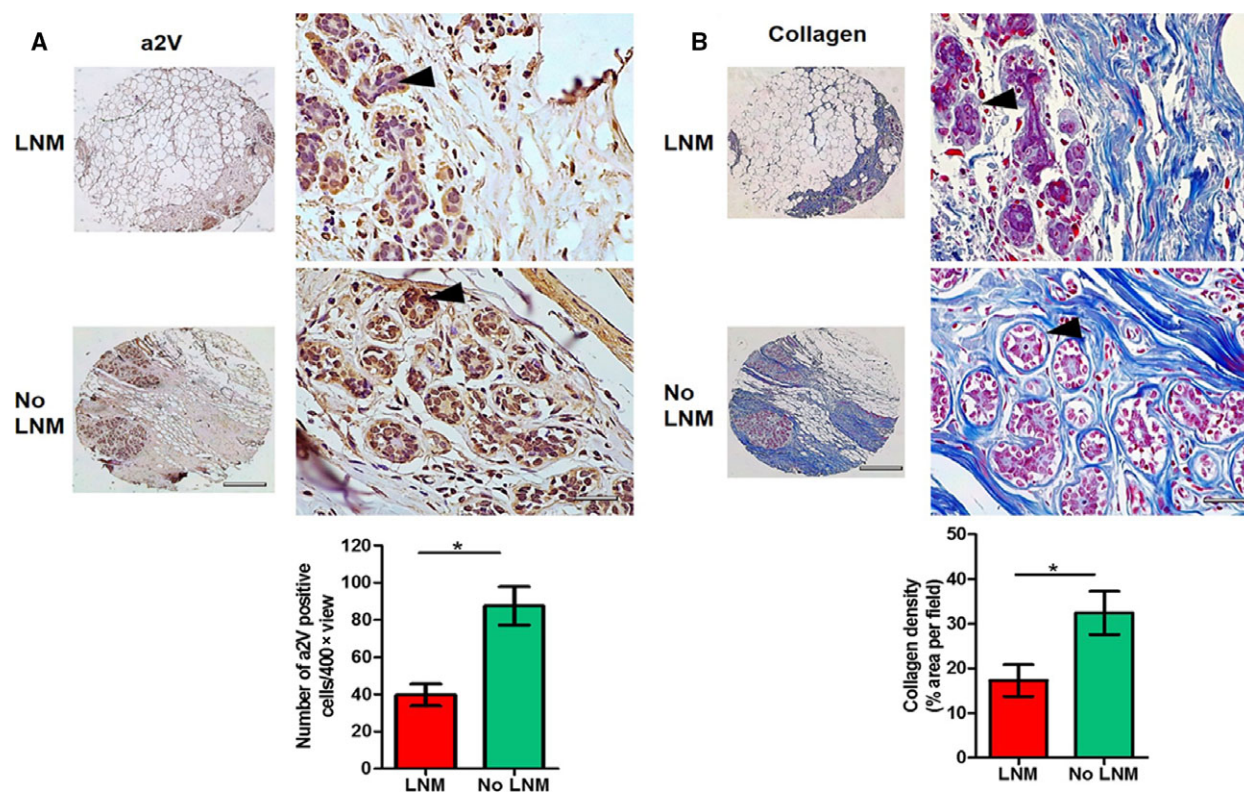 A
a2V
LNM
No
LNM
Number of a2V positive
cells/400 × view
120
100
80
60
40
20
0
*
LNM
No LNM
B
Collagen
LNM
No
LNM
Collagen density
(% area per field)
50
40
30
20
10
0
*
LNM
No LNM